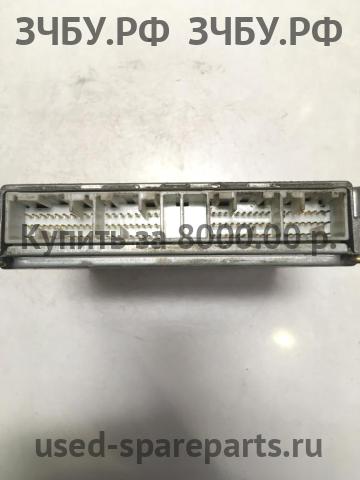 ЗЧБУ.РФ ЗЧБУ.РФ
Купить за 8000.00 р.
used-spareparts.ru